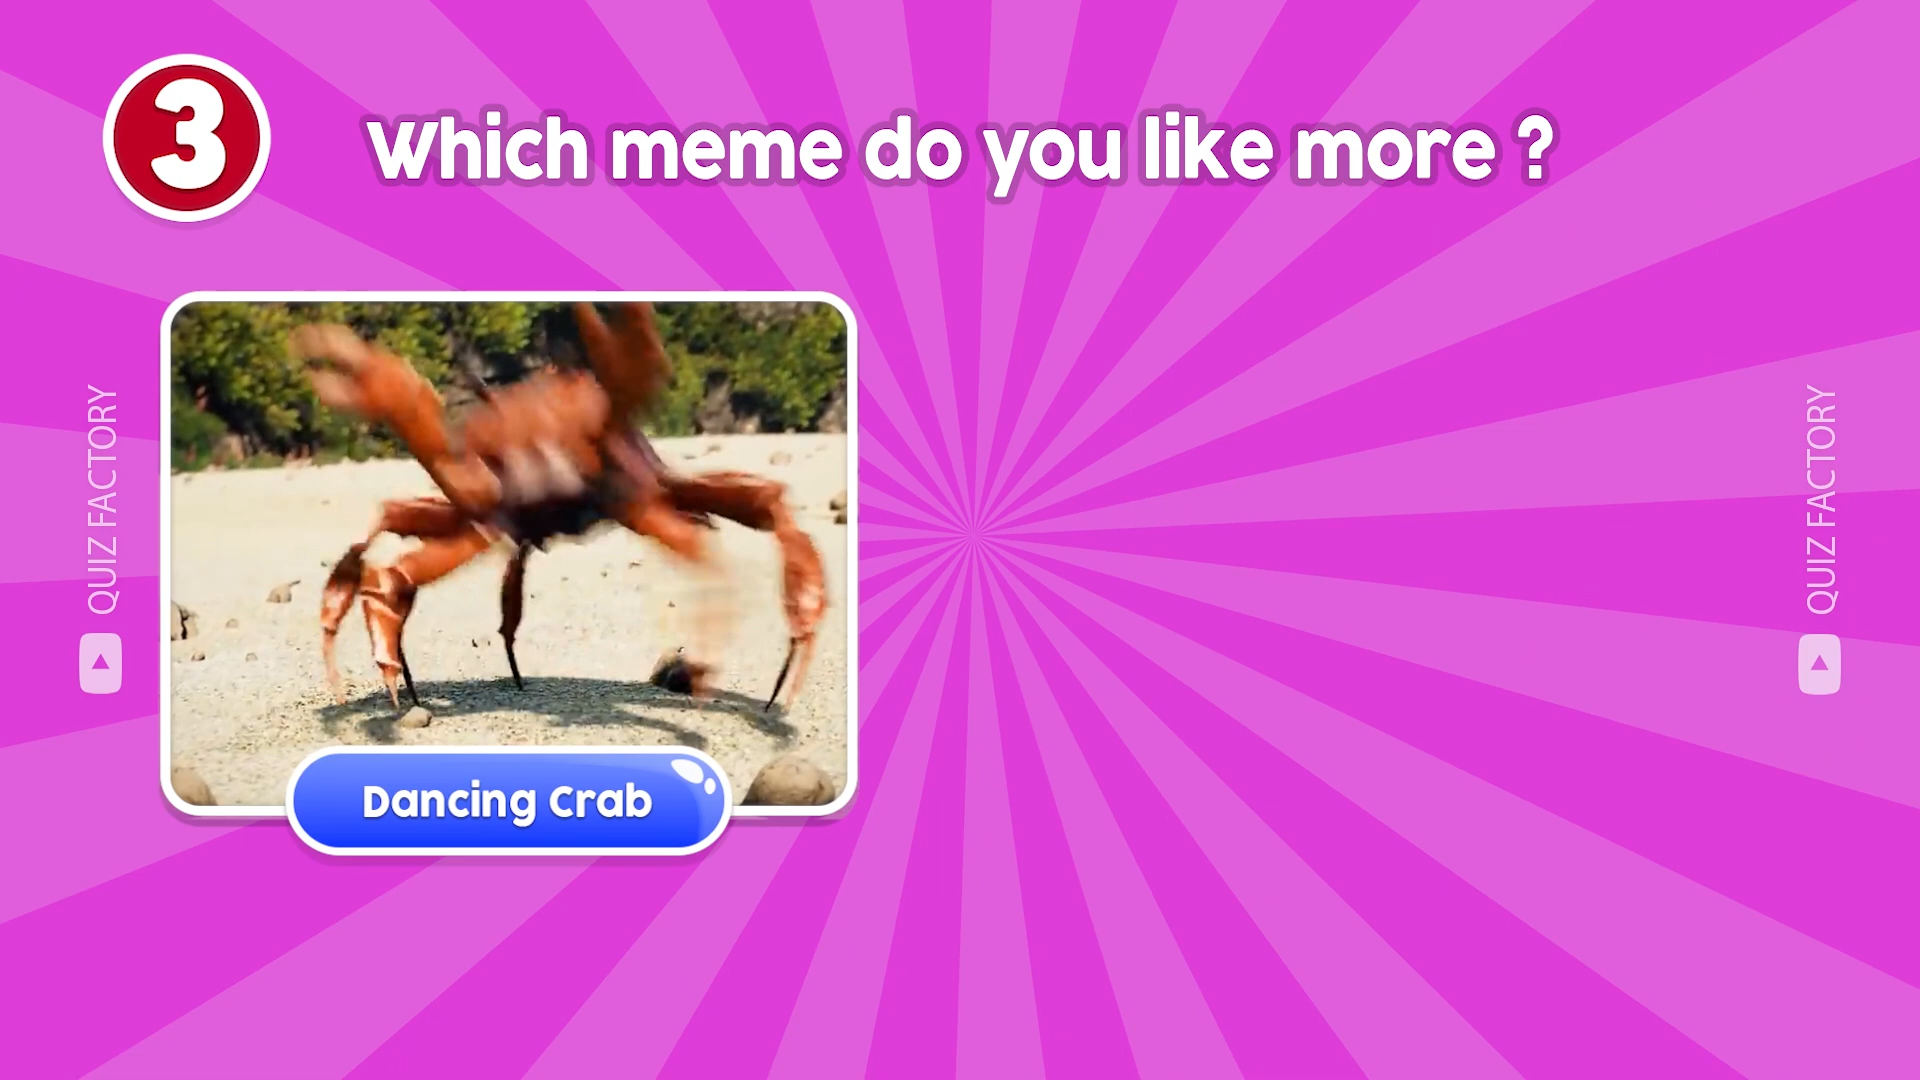 3
Which meme do you like more ?
QUIZ FACTORY
Dancing Crab
QUIZ FACTORY